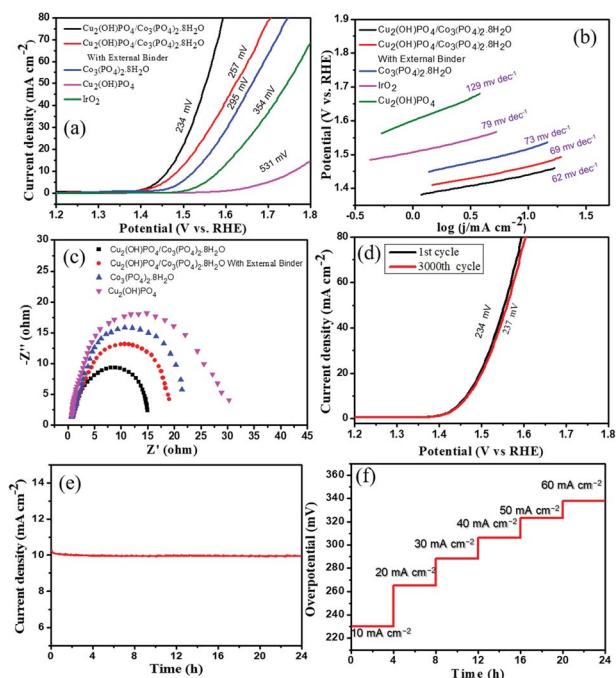 (a)
Cu2(OH)PO4/Co3(PO4)2.8H2O
Cu2(OH)PO4/Co3(PO4)2.8H2O
With External Binder
Co3(PO4)2.8H2O
Cu2(OH)PO4
IrO2
234 mV
257 mV
295 mV
354 mV
531 mV
Current density (mA cm⁻²)
80
70
60
50
40
30
20
10
0
1.2 1.3 1.4 1.5 1.6 1.7 1.8
Potential (V vs. RHE)
(b)
Cu2(OH)PO4/Co3(PO4)2.8H2O
Cu2(OH)PO4/Co3(PO4)2.8H2O
With External Binder
Co3(PO4)2.8H2O
IrO2
Cu2(OH)PO4
129 mv dec⁻¹
79 mv dec⁻¹
73 mv dec⁻¹
69 mv dec⁻¹
62 mv dec⁻¹
Potential (V vs. RHE)
1.9
1.8
1.7
1.6
1.5
1.4
-0.5 0.0 0.5 1.0 1.5
log (j/mA cm⁻²)
(c)
Cu2(OH)PO4/Co3(PO4)2.8H2O
Cu2(OH)PO4/Co3(PO4)2.8H2O With External Binder
Co3(PO4)2.8H2O
Cu2(OH)PO4
-Z'' (ohm)
-30
-25
-20
-15
-10
-5
0
0 5 10 15 20 25 30 35 40 45
Z' (ohm)
(d)
1st cycle
3000th cycle
234 mV
237 mV
Current density (mA cm⁻²)
80
60
40
20
0
1.2 1.3 1.4 1.5 1.6 1.7 1.8
Potential (V vs RHE)
(e)
Current density (mA cm⁻²)
14
12
10
8
6
0 4 8 12 16 20 24
Time (h)
(f)
10 mA cm⁻²
20 mA cm⁻²
30 mA cm⁻²
40 mA cm⁻²
50 mA cm⁻²
60 mA cm⁻²
Overpotential (mV)
360
340
320
300
280
260
240
220
0 4 8 12 16 20 24
Time (h)